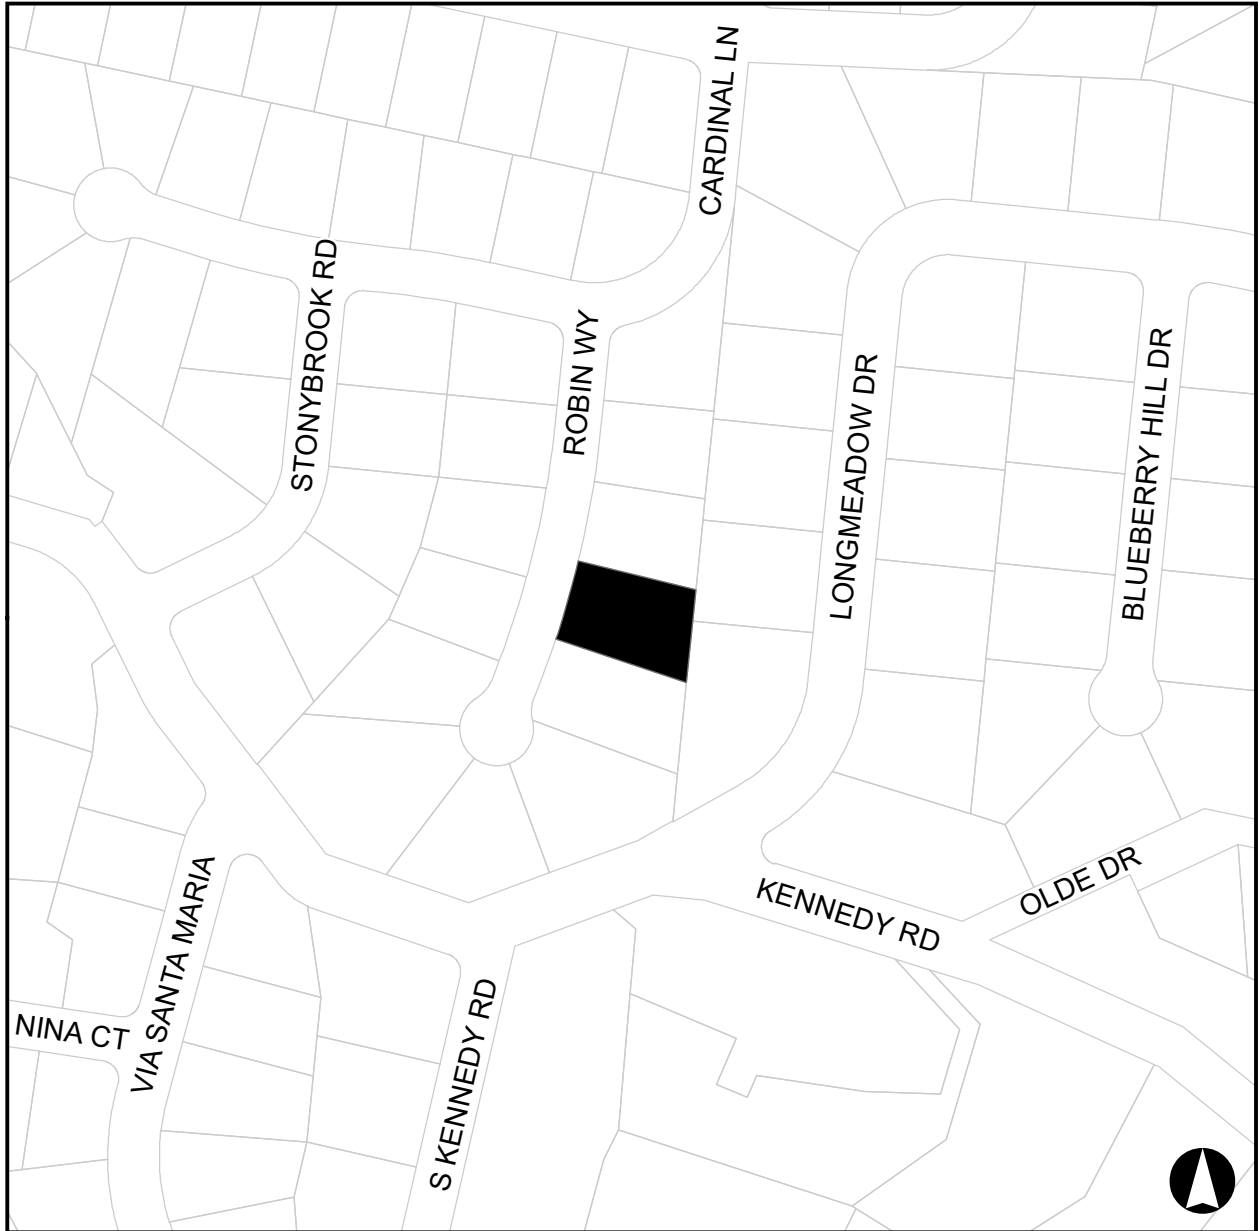 CARDINAL LN
STONYBROOK RD
ROBIN WY
LONGMEADOW DR
BLUEBERRY HILL DR
OLDE DR
KENNEDY RD
VIA SANTA MARIA
S KENNEDY RD
NINA CT